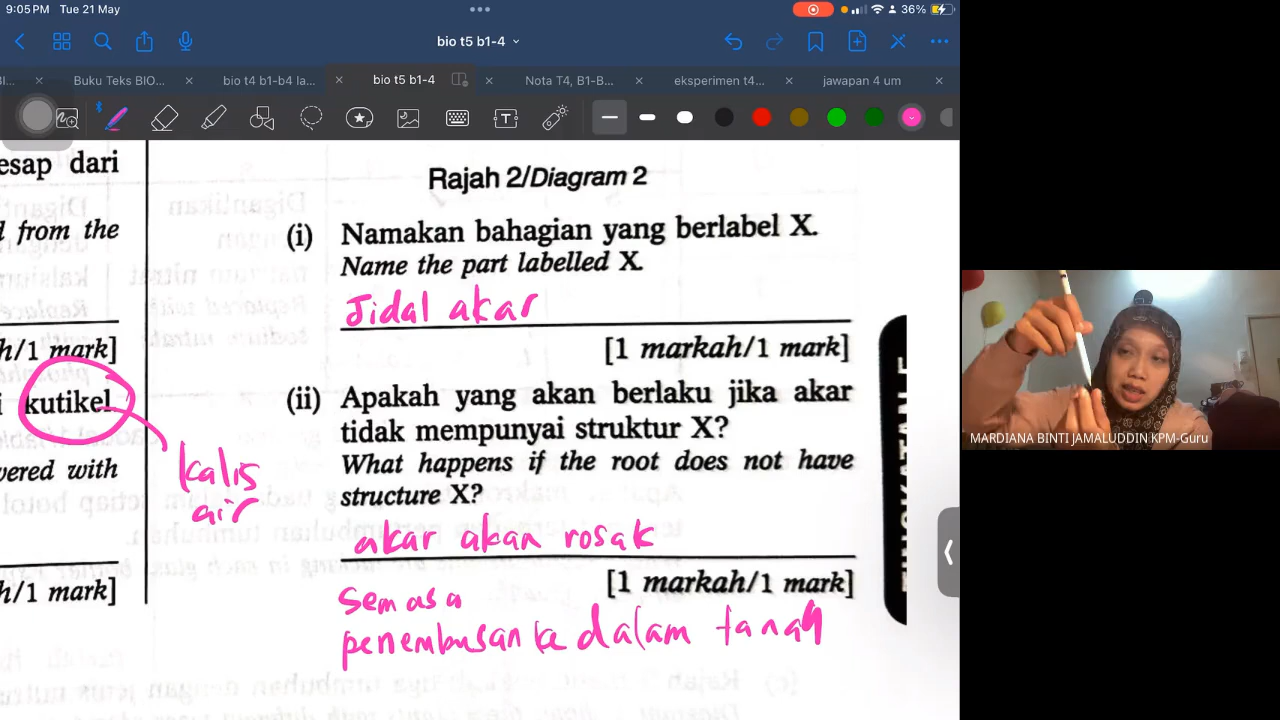 9:05 PM Tue 21 May
36%
bio t5 b1-4
Buku Teks BIO...
bio t4 b1-b4 la...
bio t5 b1-4
Nota T4, B1-B...
eksperimen t4...
jawapan 4 um
esap dari
from the
h/1 mark]
i kutikel
vered with
h/1 mark]
kalis
air
Rajah 2/Diagram 2
(i) Namakan bahagian yang berlabel X.
Name the part labelled X.
Jidal akar
[1 markah/1 mark]
(ii) Apakah yang akan berlaku jika akar
tidak mempunyai struktur X?
What happens if the root does not have
structure X?
akar akan rosak
[1 markah/1 mark]
semasa
penembusan ke dalam tanah
MARDIANA BINTI JAMALUDDIN KPM-Guru